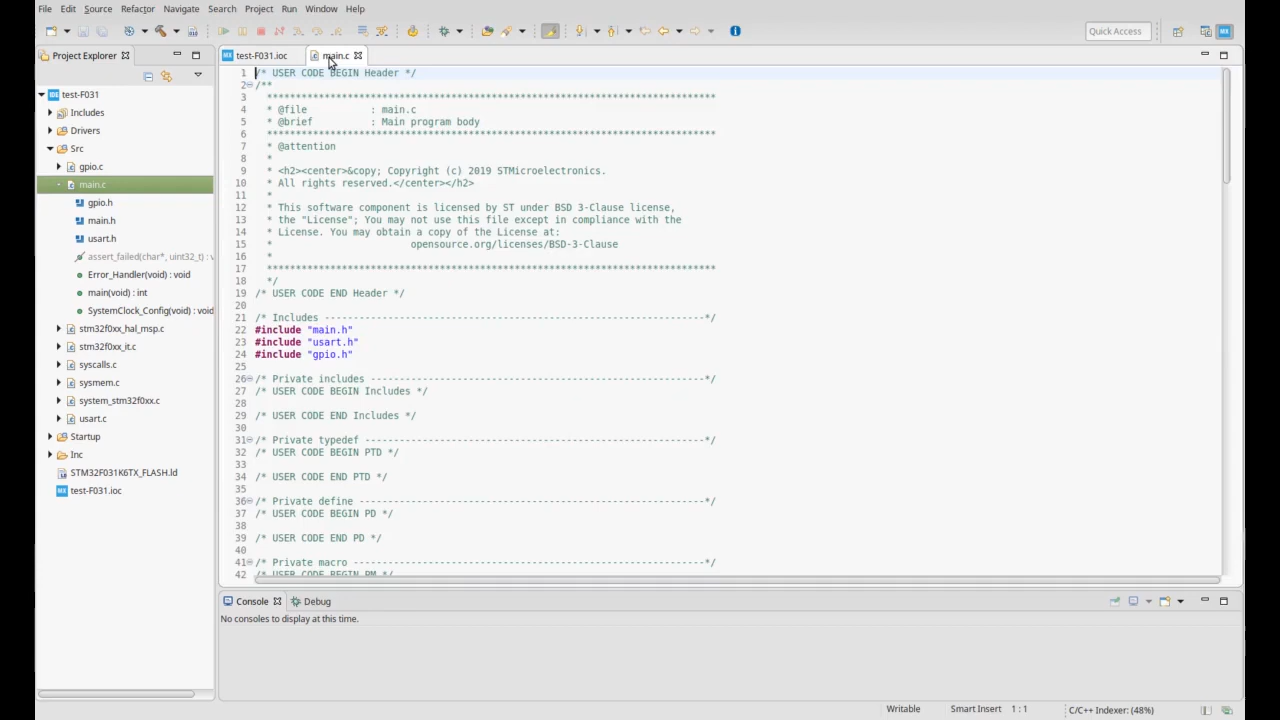 File Edit Source Refactor Navigate Search Project Run Window Help
Quick Access
Project Explorer
test-F031.ioc
main.c
test-F031
Includes
Drivers
Src
gpio.c
main.c
gpio.h
main.h
usart.h
assert_failed(char*, uint32_t) :
Error_Handler(void) : void
main(void) : int
SystemClock_Config(void) : void
stm32f0xx_hal_msp.c
stm32f0xx_it.c
syscalls.c
sysmem.c
system_stm32f0xx.c
usart.c
Startup
Inc
STM32F031K6TX_FLASH.ld
test-F031.ioc
1 /* USER CODE BEGIN Header */
2 /**
3 ******************************************************************************
4 * @file : main.c
5 * @brief : Main program body
6 ******************************************************************************
7 * @attention
8 *
9 * <h2><center>&copy; Copyright (c) 2019 STMicroelectronics.
10 * All rights reserved.</center></h2>
11 *
12 * This software component is licensed by ST under BSD 3-Clause license,
13 * the "License"; You may not use this file except in compliance with the
14 * License. You may obtain a copy of the License at:
15 * opensource.org/licenses/BSD-3-Clause
16 *
17 ******************************************************************************
18 */
19 /* USER CODE END Header */
20
21 /* Includes ------------------------------------------------------------------*/
22 #include "main.h"
23 #include "usart.h"
24 #include "gpio.h"
25
26 /* Private includes ----------------------------------------------------------*/
27 /* USER CODE BEGIN Includes */
28
29 /* USER CODE END Includes */
30
31 /* Private typedef -----------------------------------------------------------*/
32 /* USER CODE BEGIN PTD */
33
34 /* USER CODE END PTD */
35
36 /* Private define ------------------------------------------------------------*/
37 /* USER CODE BEGIN PD */
38
39 /* USER CODE END PD */
40
41 /* Private macro -------------------------------------------------------------*/
42 /* USER CODE BEGIN PM */
Console
Debug
No consoles to display at this time.
Writable
Smart Insert
1 : 1
C/C++ Indexer: (48%)